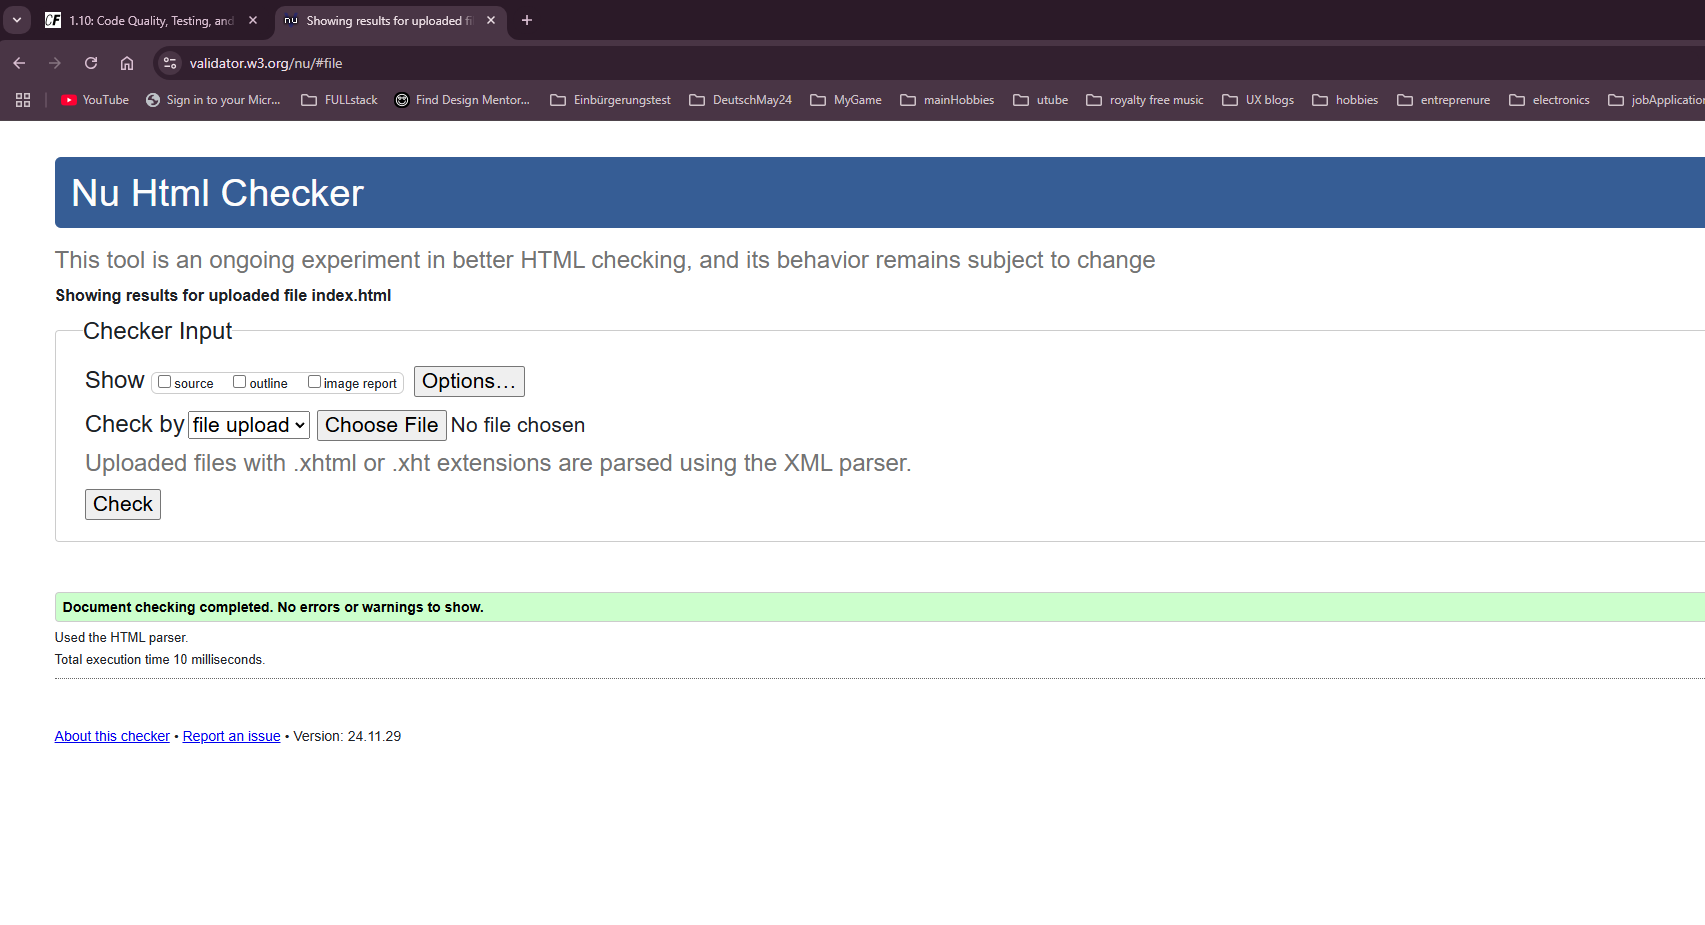 1.10: Code Quality, Testing, and
Showing results for uploaded fi
validator.w3.org/nu/#file
YouTube Sign in to your Micr... FULLstack Find Design Mentor... Einbürgerungstest DeutschMay24 MyGame mainHobbies utube royalty free music UX blogs hobbies entreprenure electronics jobApplication
Nu Html Checker
This tool is an ongoing experiment in better HTML checking, and its behavior remains subject to change
Showing results for uploaded file index.html
Checker Input
Show source outline image report Options...
Check by file upload Choose File No file chosen
Uploaded files with .xhtml or .xht extensions are parsed using the XML parser.
Check
Document checking completed. No errors or warnings to show.
Used the HTML parser.
Total execution time 10 milliseconds.
About this checker • Report an issue • Version: 24.11.29